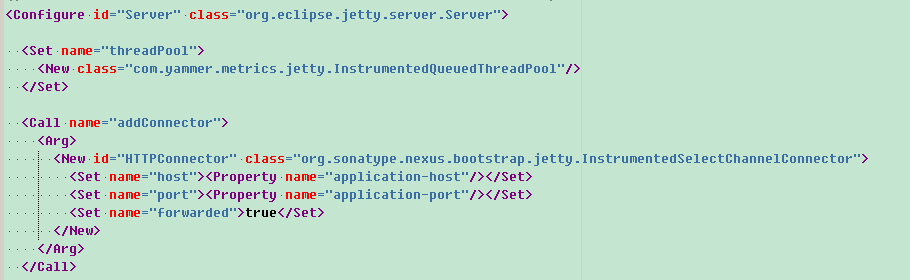 <Configure id="Server" class="org.eclipse.jetty.server.Server">
<Set name="threadPool">
<New class="com.yammer.metrics.jetty.InstrumentedQueuedThreadPool"/>
</Set>
<Call name="addConnector">
<Arg>
<New id="HTTPConnector" class="org.sonatype.nexus.bootstrap.jetty.InstrumentedSelectChannelConnector">
<Set name="host"><Property name="application-host"/></Set>
<Set name="port"><Property name="application-port"/></Set>
<Set name="forwarded">true</Set>
</New>
</Arg>
</Call>